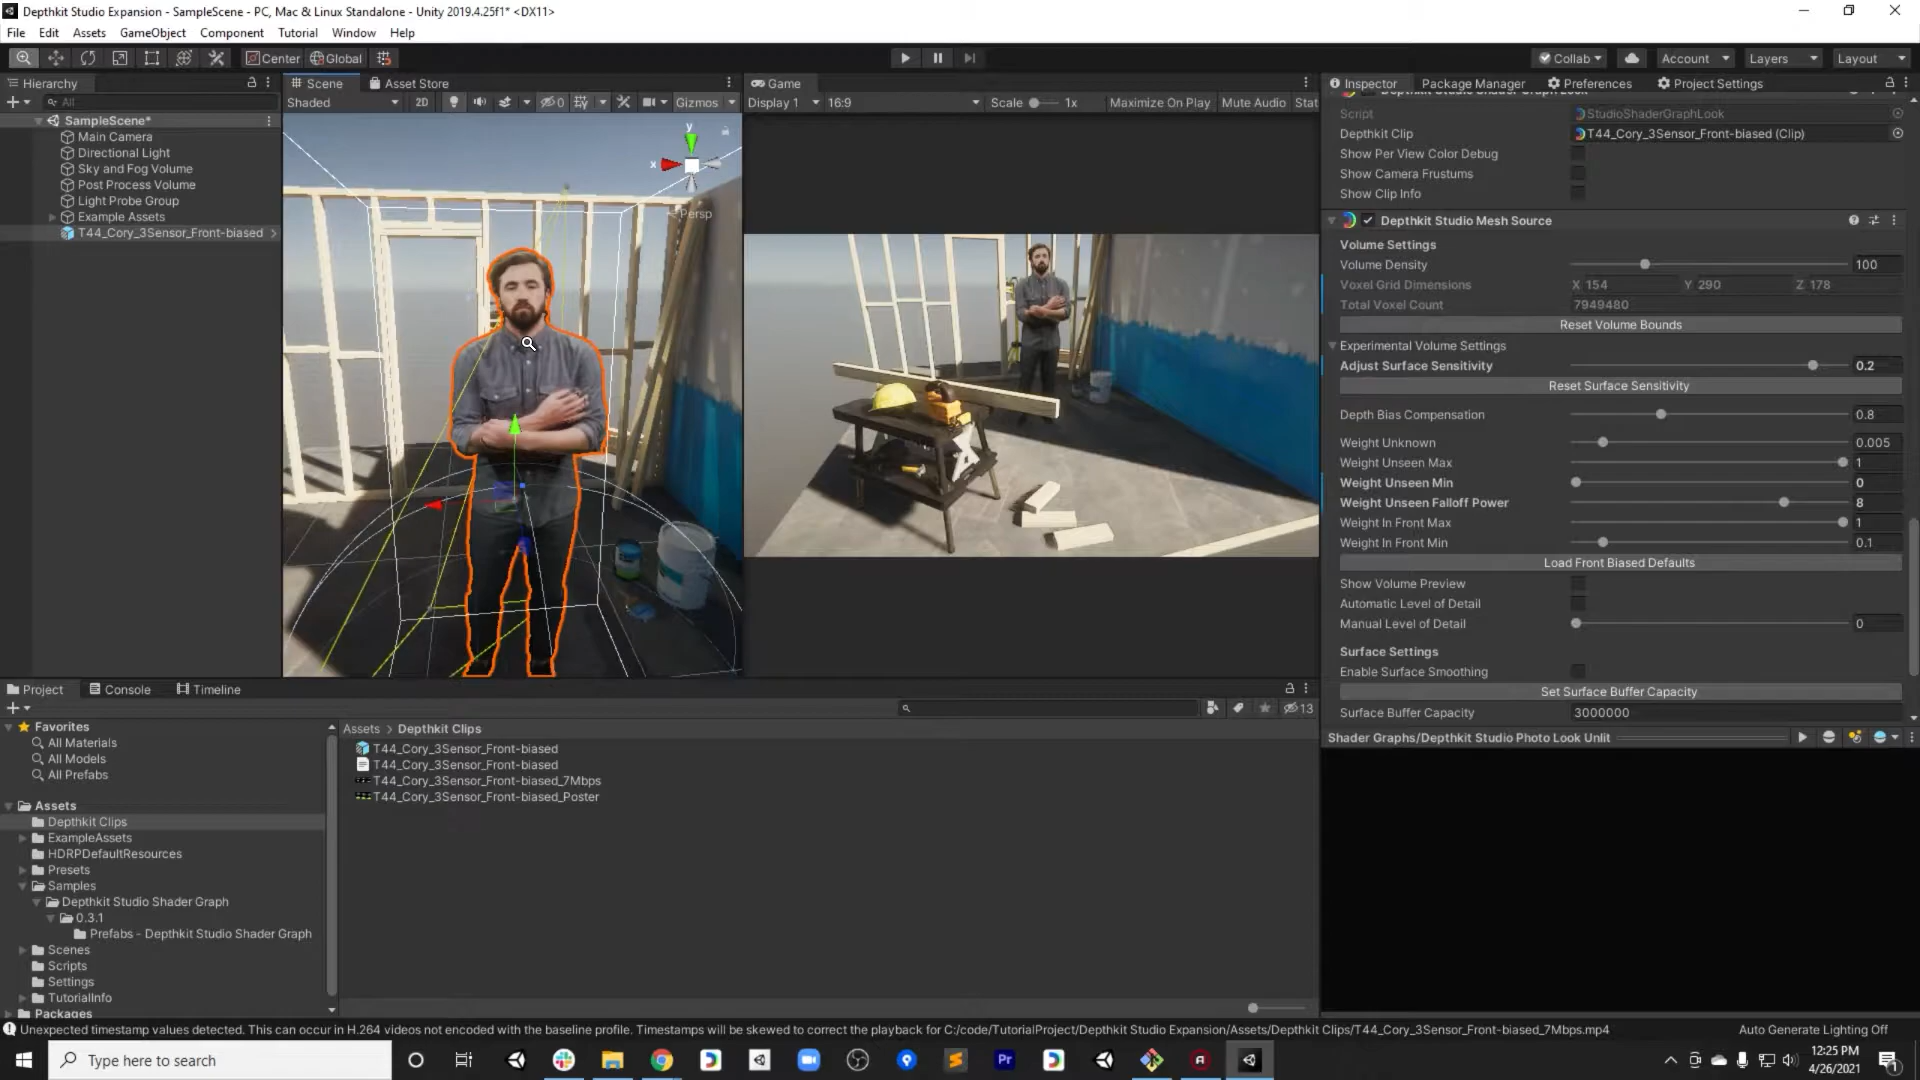 Depthkit Studio Expansion - SampleScene - PC, Mac & Linux Standalone - Unity 2019.4.25f1* <DX11>
File Edit Assets GameObject Component Tutorial Window Help
Center Global Collab Account Layers Layout
Hierarchy
All
SampleScene*
Main Camera
Directional Light
Sky and Fog Volume
Post Process Volume
Light Probe Group
Example Assets
T44_Cory_3Sensor_Front-biased
Scene Asset Store
Shaded 2D 0 Gizmos
y
x
Persp
Game
Display 1 16:9 Scale 1x Maximize On Play Mute Audio Stat
Inspector Package Manager Preferences Project Settings
Script StudioShaderGraphLook
Depthkit Clip T44_Cory_3Sensor_Front-biased (Clip)
Show Per View Color Debug
Show Camera Frustums
Show Clip Info
Depthkit Studio Mesh Source
Volume Settings
Volume Density 100
Voxel Grid Dimensions X 154 Y 290 Z 178
Total Voxel Count 7949480
Reset Volume Bounds
Experimental Volume Settings
Adjust Surface Sensitivity 0.2
Reset Surface Sensitivity
Depth Bias Compensation 0.8
Weight Unknown 0.005
Weight Unseen Max 1
Weight Unseen Min 0
Weight Unseen Falloff Power 8
Weight In Front Max 1
Weight In Front Min 0.1
Load Front Biased Defaults
Show Volume Preview
Automatic Level of Detail
Manual Level of Detail 0
Surface Settings
Enable Surface Smoothing
Set Surface Buffer Capacity
Surface Buffer Capacity 3000000
Shader Graphs/Depthkit Studio Photo Look Unlit
Project Console Timeline
13
Favorites
All Materials
All Models
All Prefabs
Assets
Depthkit Clips
ExampleAssets
HDRPDefaultResources
Presets
Samples
Depthkit Studio Shader Graph
0.3.1
Prefabs - Depthkit Studio Shader Graph
Scenes
Scripts
Settings
TutorialInfo
Packages
Assets > Depthkit Clips
T44_Cory_3Sensor_Front-biased
T44_Cory_3Sensor_Front-biased
T44_Cory_3Sensor_Front-biased_7Mbps
T44_Cory_3Sensor_Front-biased_Poster
Unexpected timestamp values detected. This can occur in H.264 videos not encoded with the baseline profile. Timestamps will be skewed to correct the playback for C:/code/TutorialProject/Depthkit Studio Expansion/Assets/Depthkit Clips/T44_Cory_3Sensor_Front-biased_7Mbps.mp4
Auto Generate Lighting Off
Type here to search
Pr
12:25 PM
4/26/2021
1